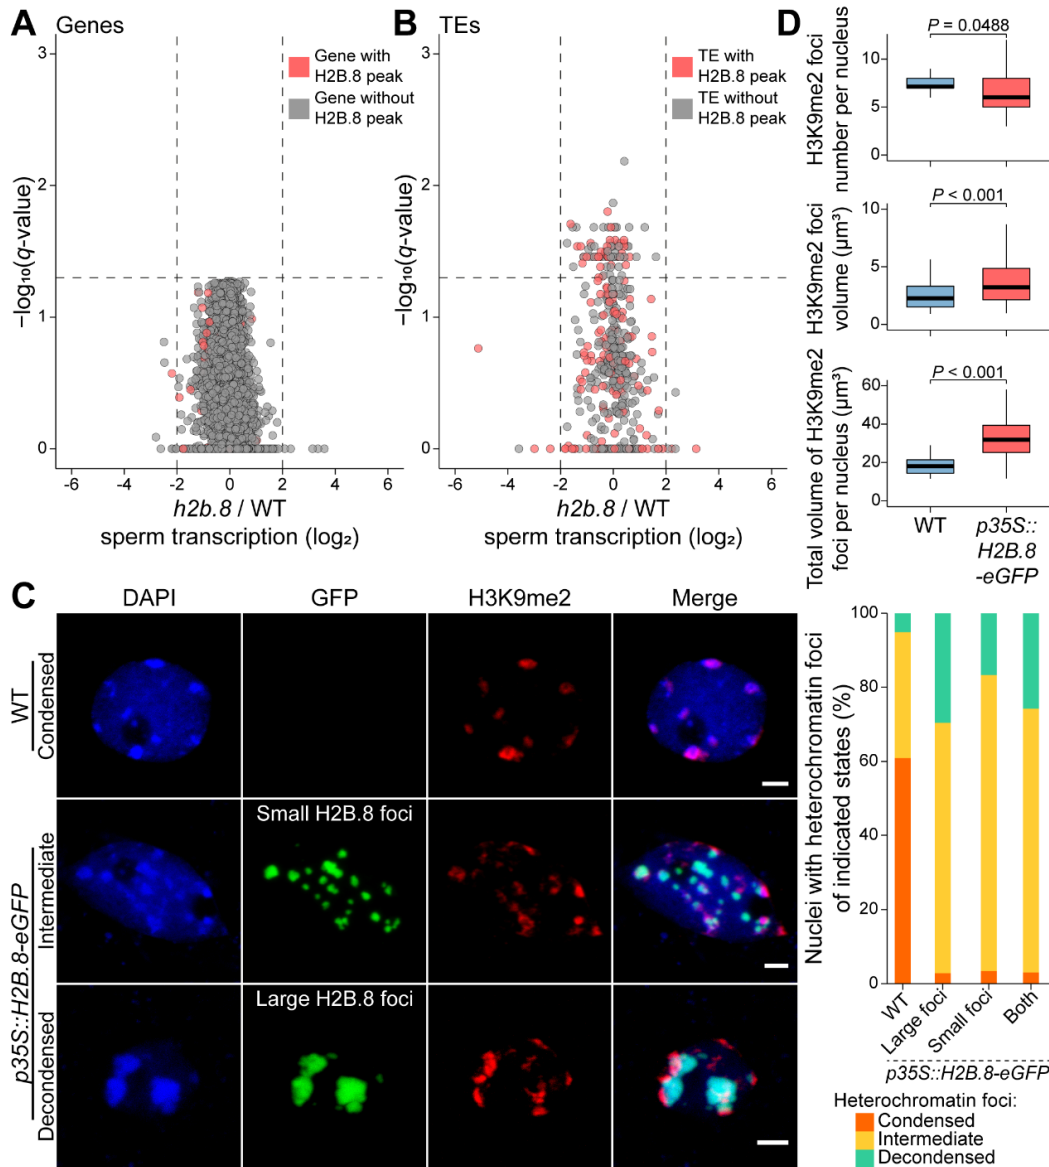 A
Genes
3
2
1
0
−log₁₀(q-value)
Gene with
H2B.8 peak
Gene without
H2B.8 peak
-6
-4
-2
0
2
4
6
h2b.8 / WT
sperm transcription (log₂)
B
TEs
3
2
1
0
−log₁₀(q-value)
TE with
H2B.8 peak
TE without
H2B.8 peak
-6
-4
-2
0
2
4
6
h2b.8 / WT
sperm transcription (log₂)
D
P = 0.0488
H3K9me2 foci
number per nucleus
10
5
0
P < 0.001
H3K9me2 foci
volume (µm³)
10
5
0
P < 0.001
Total volume of H3K9me2
foci per nucleus (µm³)
60
40
20
0
WT
p35S::
H2B.8
-eGFP
C
DAPI
GFP
H3K9me2
Merge
WT
Condensed
p35S::H2B.8-eGFP
Intermediate
Small H2B.8 foci
Decondensed
Large H2B.8 foci
Nuclei with heterochromatin foci
of indicated states (%)
100
80
60
40
20
0
WT
Large foci
Small foci
Both
p35S::H2B.8-eGFP
Heterochromatin foci:
Condensed
Intermediate
Decondensed